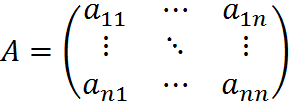 A = ( a₁₁ ⋯ a₁ₙ
⋮ ⋱ ⋮
aₙ₁ ⋯ aₙₙ )